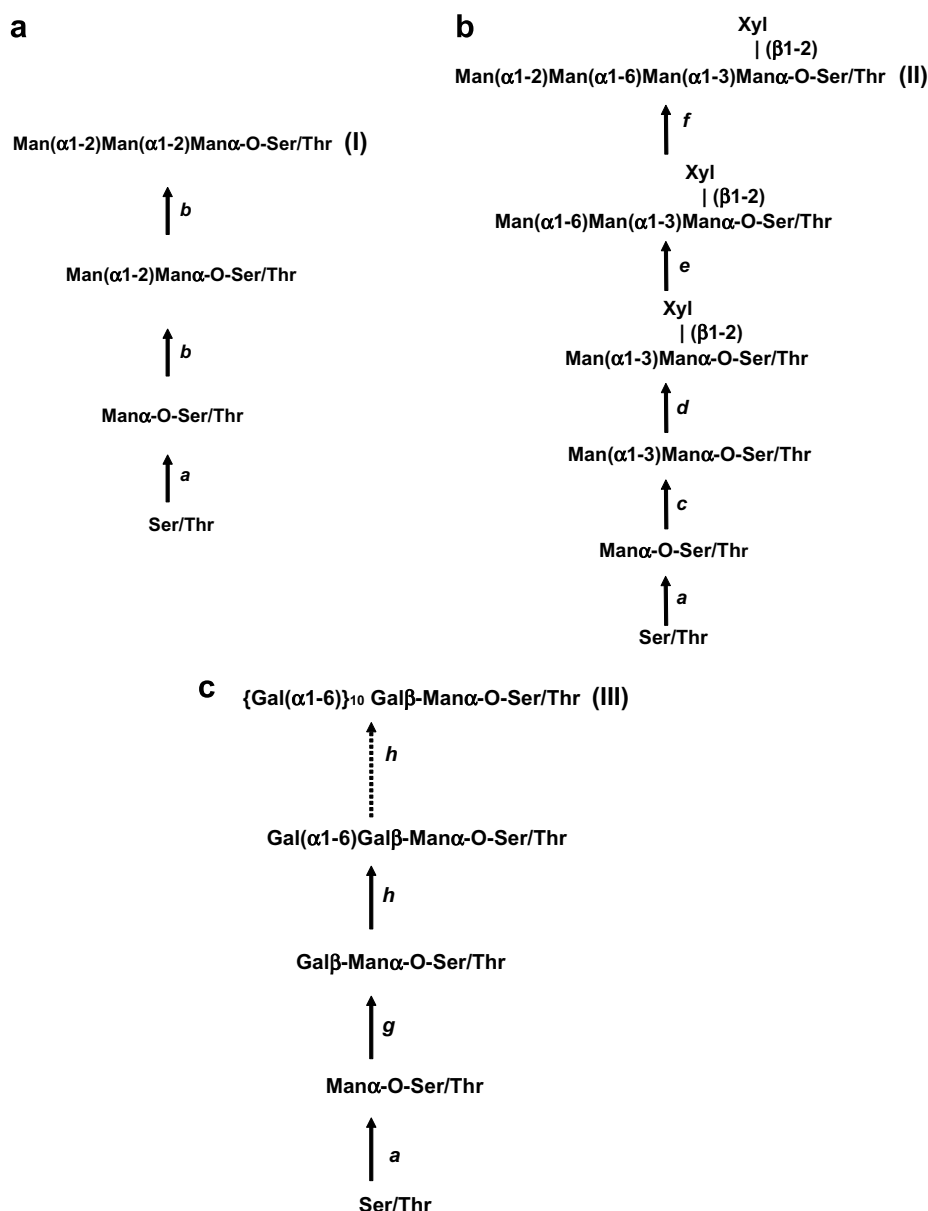 a
Man(α1-2)Man(α1-2)Manα-O-Ser/Thr (I)
b
Man(α1-2)Manα-O-Ser/Thr
b
Manα-O-Ser/Thr
a
Ser/Thr
b
Xyl
| (β1-2)
Man(α1-2)Man(α1-6)Man(α1-3)Manα-O-Ser/Thr (II)
f
Xyl
| (β1-2)
Man(α1-6)Man(α1-3)Manα-O-Ser/Thr
e
Xyl
| (β1-2)
Man(α1-3)Manα-O-Ser/Thr
d
Man(α1-3)Manα-O-Ser/Thr
c
Manα-O-Ser/Thr
a
Ser/Thr
c
{Gal(α1-6)}10 Galβ-Manα-O-Ser/Thr (III)
h
Gal(α1-6)Galβ-Manα-O-Ser/Thr
h
Galβ-Manα-O-Ser/Thr
g
Manα-O-Ser/Thr
a
Ser/Thr